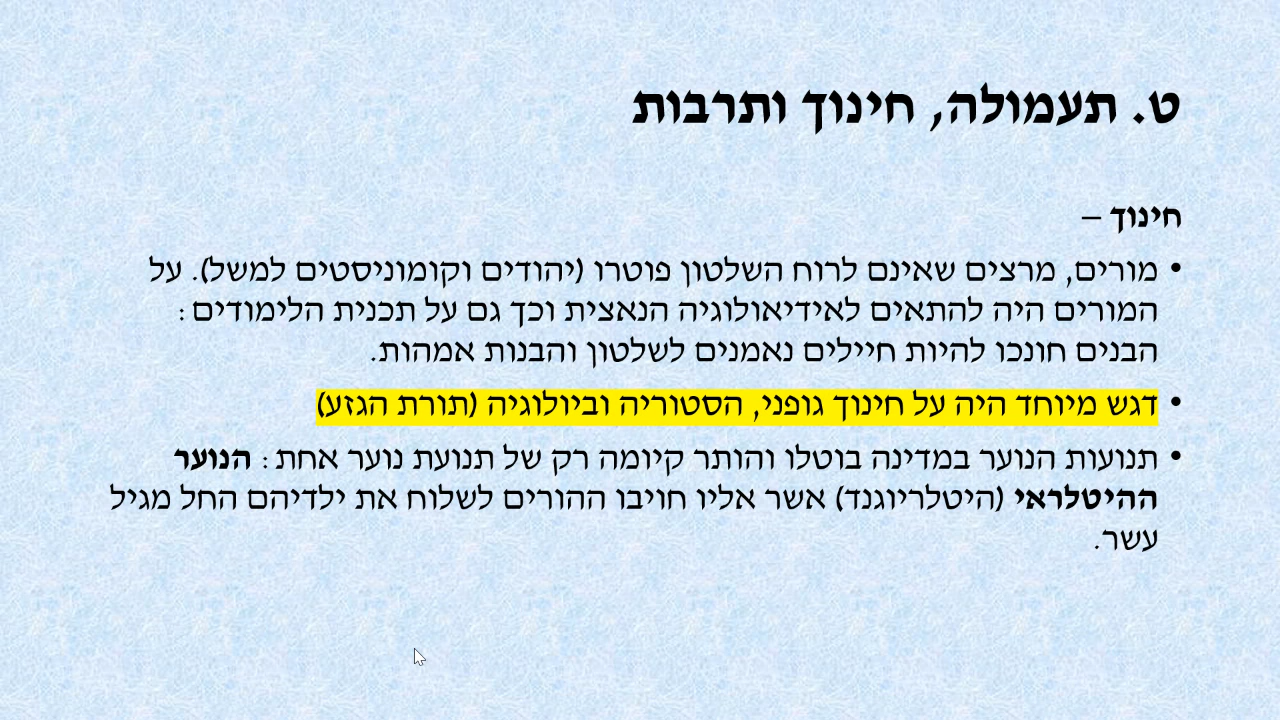 ט. תעמולה, חינוך ותרבות
חינוך –
• מורים, מרצים שאינם לרוח השלטון פוטרו (יהודים וקומוניסטים למשל). על
המורים היה להתאים לאידיאולוגיה הנאצית וכך גם על תכנית הלימודים:
הבנים חונכו להיות חיילים נאמנים לשלטון והבנות אמהות.
• דגש מיוחד היה על חינוך גופני, הסטוריה וביולוגיה (תורת הגזע)
• תנועות הנוער במדינה בוטלו והותר קיומה רק של תנועת נוער אחת: הנוער
ההיטלראי (היטלריוגנד) אשר אליו חויבו ההורים לשלוח את ילדיהם החל מגיל
עשר.